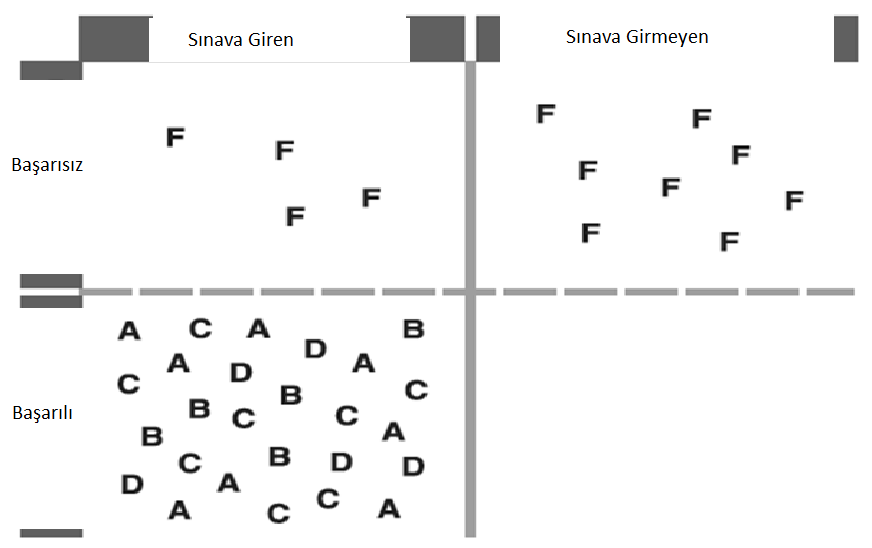 Sınava Giren
Sınava Girmeyen
Başarısız
F F
F F
F F
F F
F F
F F
Başarılı
A C A B
D
A A
C D C
B B
C C
B A
C B D D
D A
C
A C A